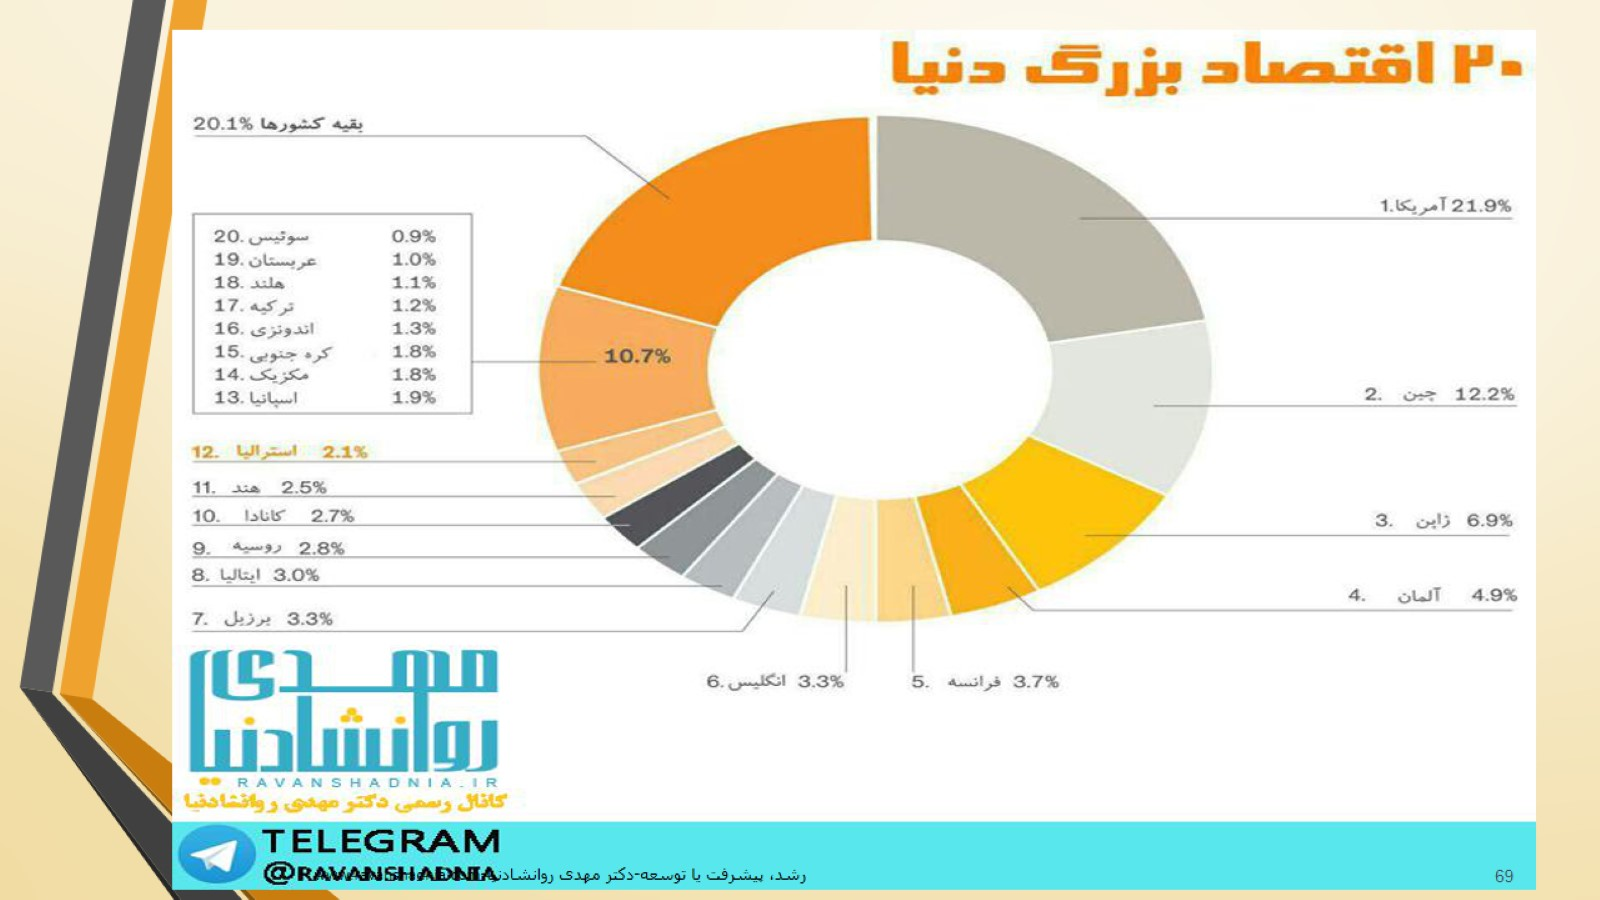 ۲۰ اقتصاد بزرگ دنیا
بقیه کشورها 20.1%
1.آمریکا 21.9%
20. سوئیس 0.9%
19. عربستان 1.0%
18. هلند 1.1%
17. ترکیه 1.2%
16. اندونزی 1.3%
15. کره جنوبی 1.8%
14. مکزیک 1.8%
13. اسپانیا 1.9%
10.7%
2. چین 12.2%
12. استرالیا 2.1%
11. هند 2.5%
10. کانادا 2.7%
9. روسیه 2.8%
8. ایتالیا 3.0%
7. برزیل 3.3%
3. ژاپن 6.9%
4. آلمان 4.9%
6. انگلیس 3.3%
5. فرانسه 3.7%
مهدی
روانشادنیا
RAVANSHADNIA.IR
کانال رسمی دکتر مهدی روانشادنیا
TELEGRAM
@RAVANSHADNIA
رشد، پیشرفت یا توسعه-دکتر مهدی روانشادنیا
69